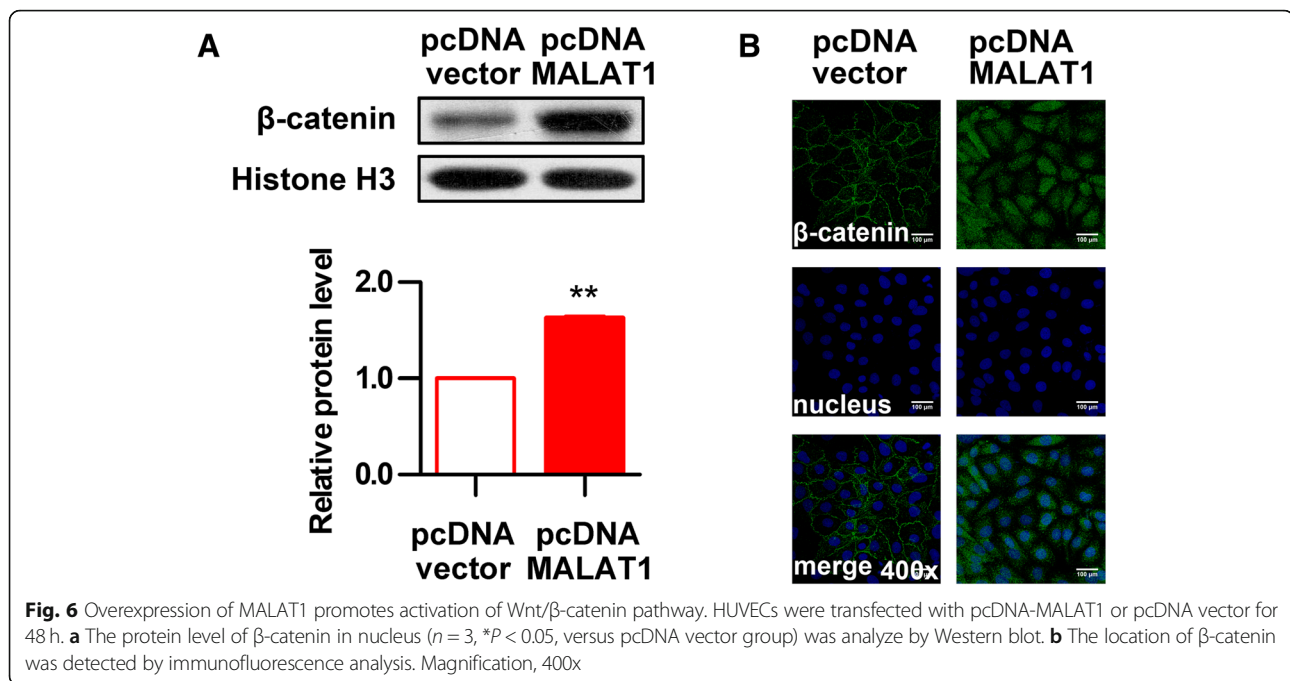 A
pcDNA vector
pcDNA MALAT1
β-catenin
Histone H3
Relative protein level
2.0
1.0
0.0
**
pcDNA vector
pcDNA MALAT1
B
pcDNA vector
pcDNA MALAT1
β-catenin
100 µm
100 µm
nucleus
100 µm
100 µm
merge 400x
100 µm
Fig. 6 Overexpression of MALAT1 promotes activation of Wnt/β-catenin pathway. HUVECs were transfected with pcDNA-MALAT1 or pcDNA vector for
48 h. a The protein level of β-catenin in nucleus (n = 3, *P < 0.05, versus pcDNA vector group) was analyze by Western blot. b The location of β-catenin
was detected by immunofluorescence analysis. Magnification, 400x